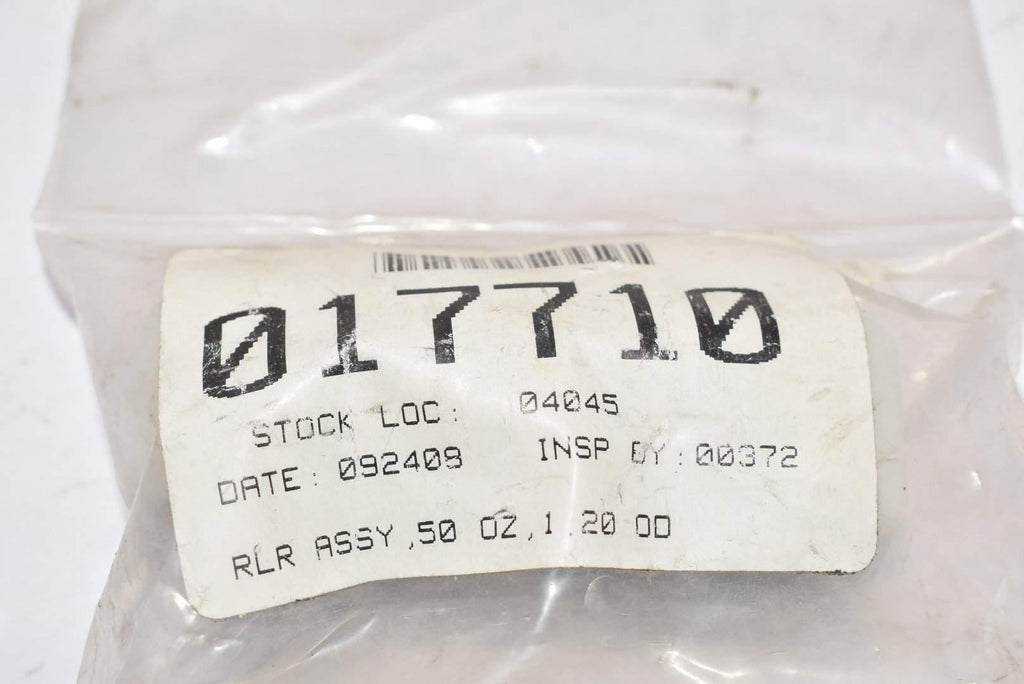 017710
STOCK LOC: 04045
DATE: 092409 INSP BY: 00372
RLR ASSY,50 OZ,1.20 OD